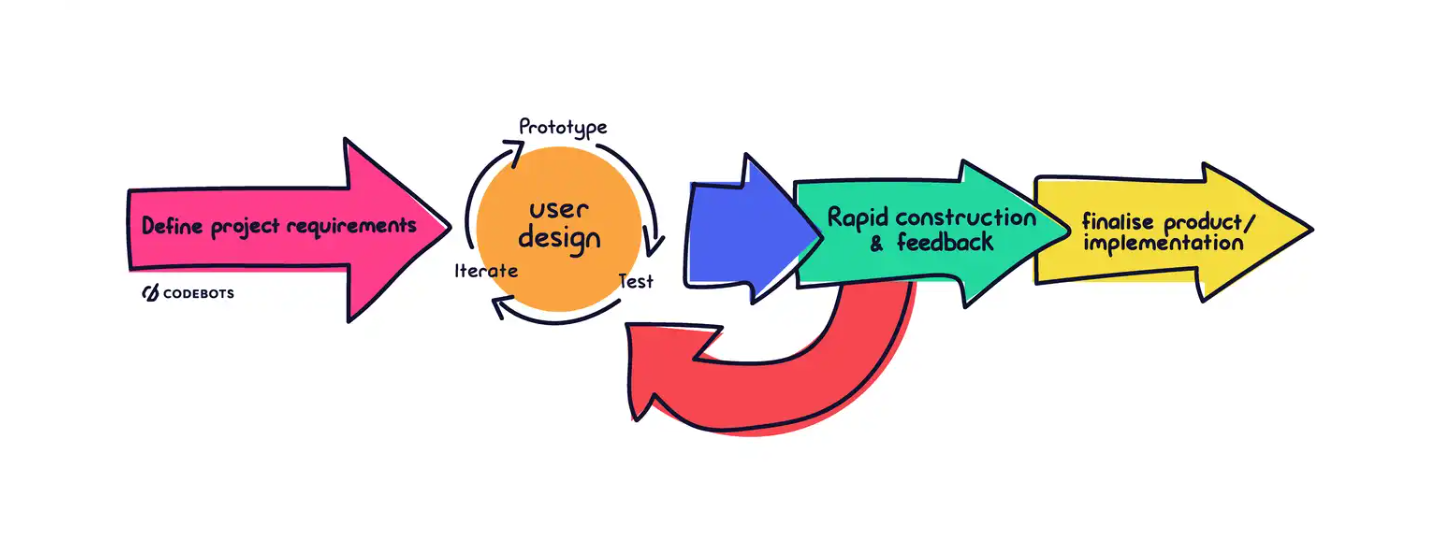 Define project requirements
CODEBOTS
Prototype
user
design
Iterate
Test
Rapid construction
& feedback
finalise product/
implementation